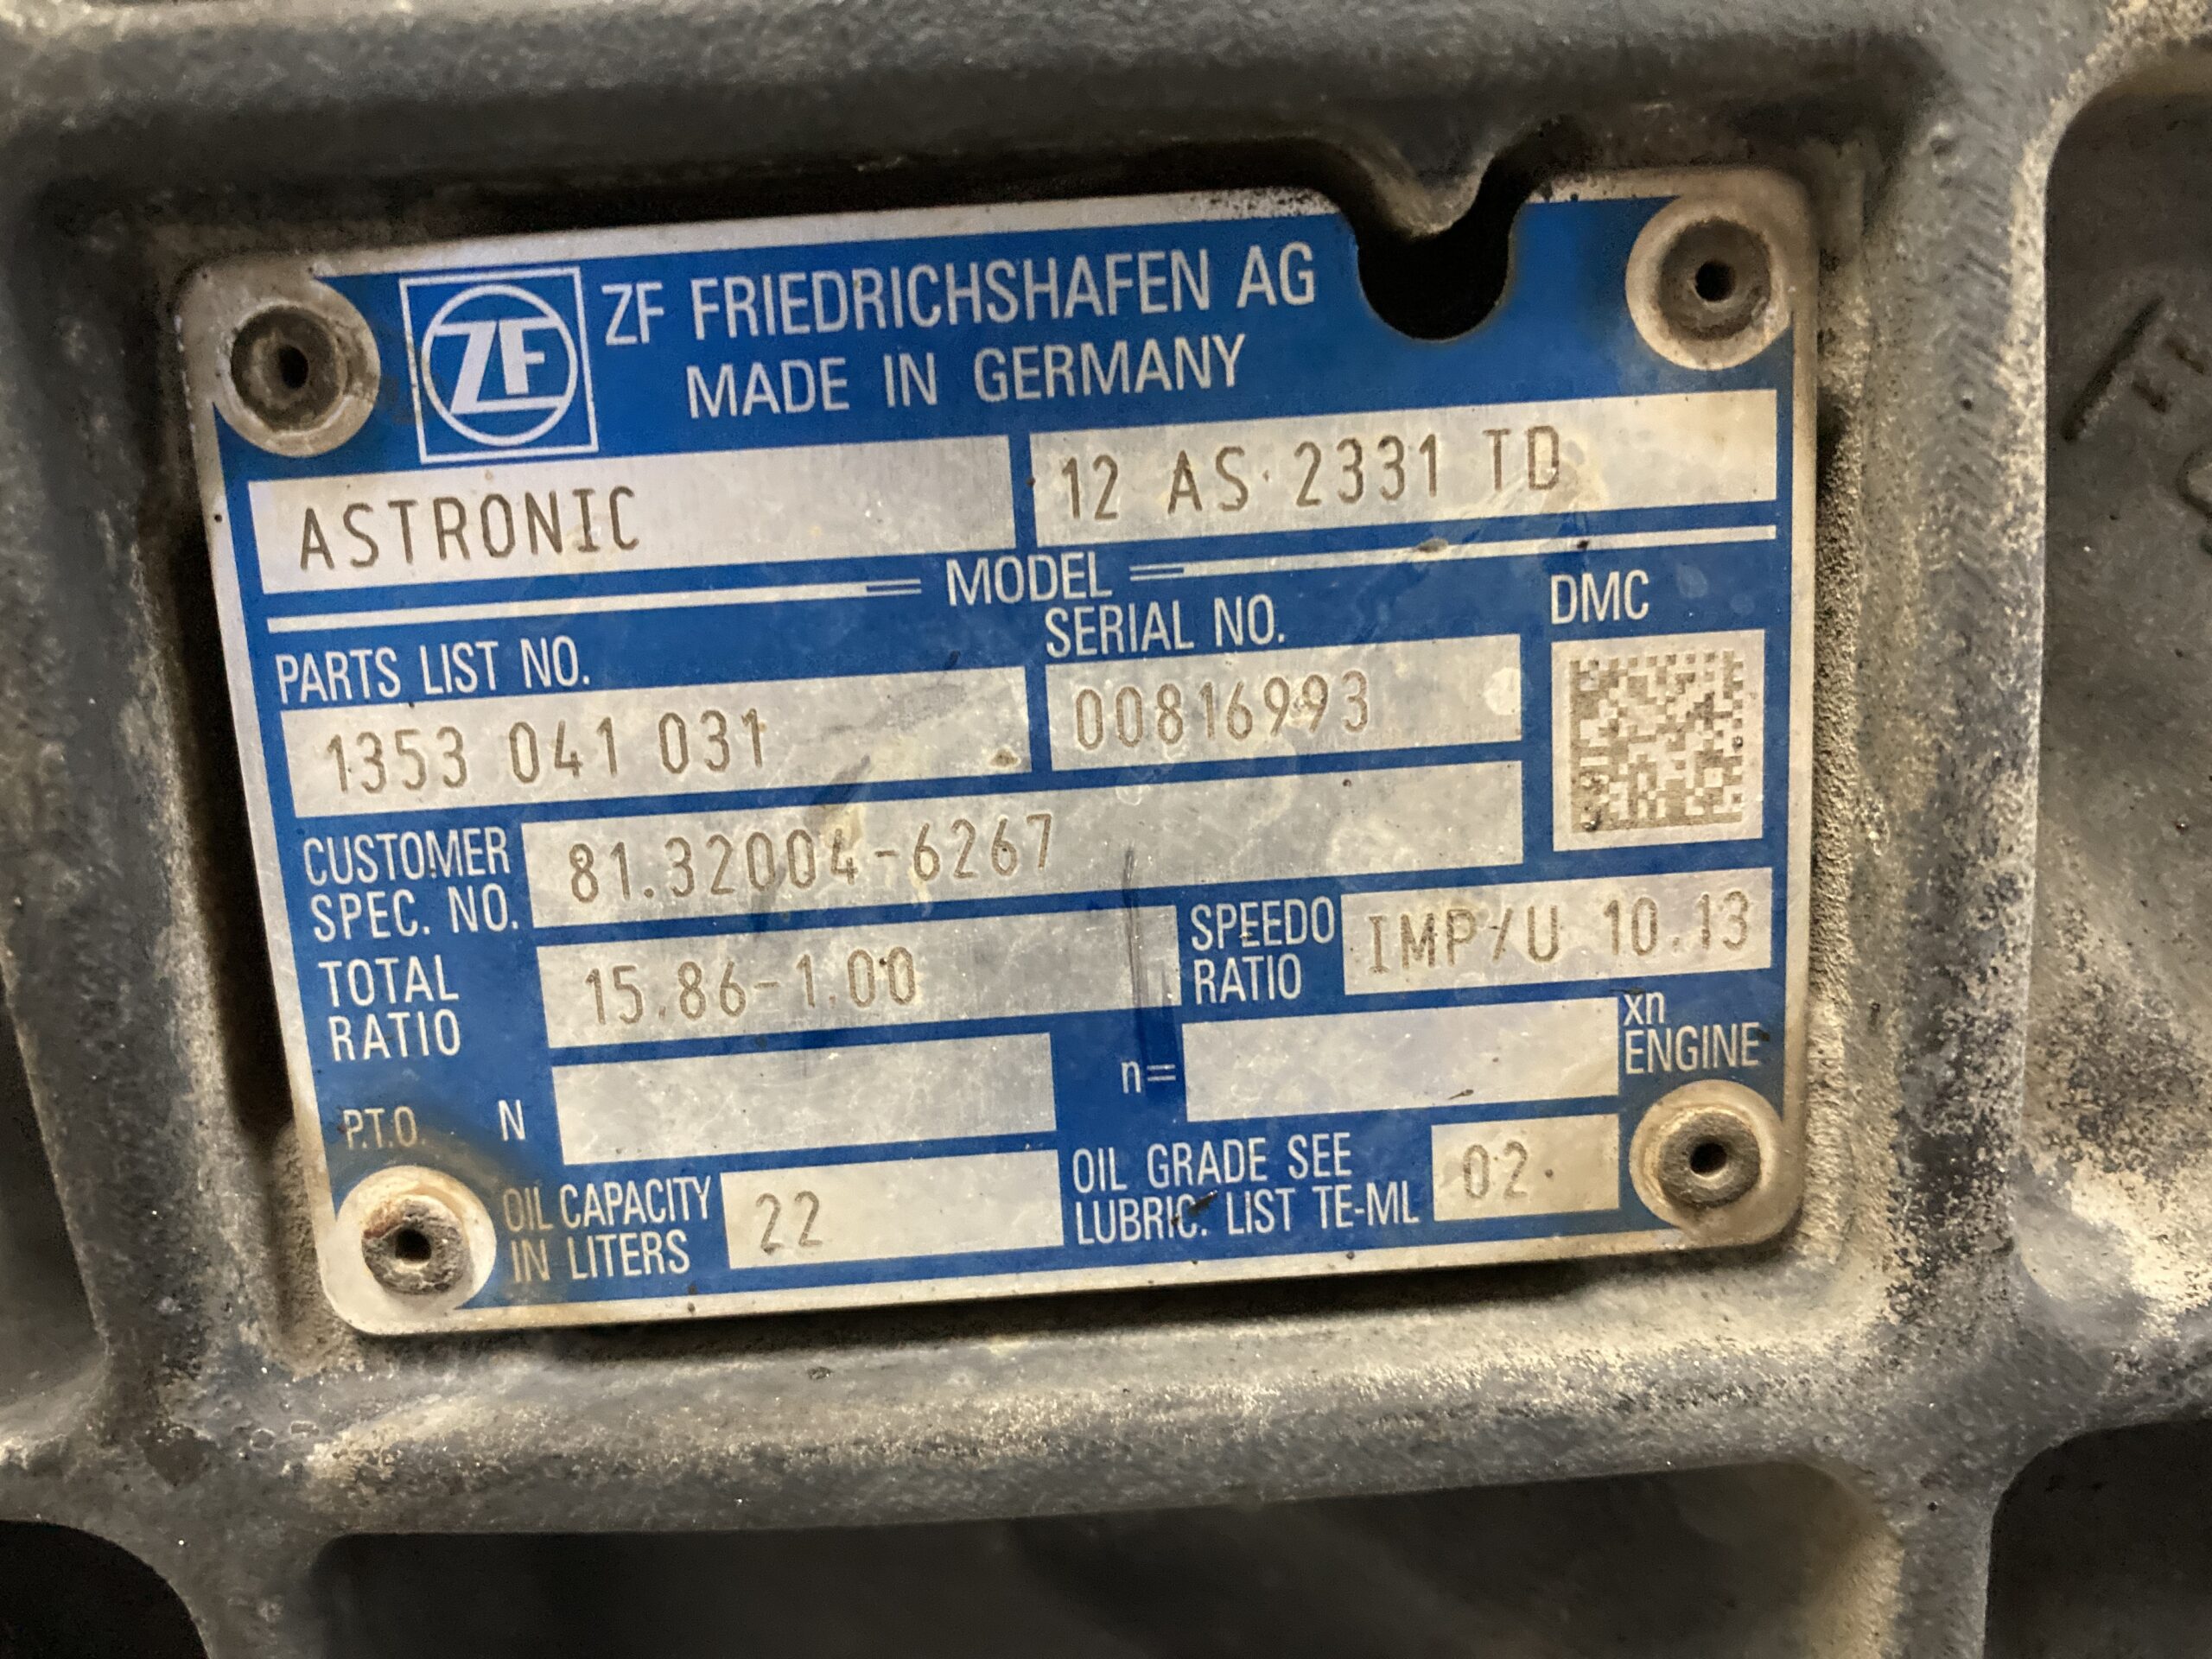 ZF ZF FRIEDRICHSHAFEN AG
MADE IN GERMANY
ASTRONIC 12 AS 2331 TD
MODEL
PARTS LIST NO. SERIAL NO. DMC
1353 041 031 00816993
CUSTOMER SPEC. NO. 81.32004-6267
TOTAL RATIO 15.86-1.00 SPEEDO RATIO IMP/U 10.13
P.T.O. N n= xn ENGINE
OIL CAPACITY IN LITERS 22 OIL GRADE SEE LUBRIC. LIST TE-ML 02